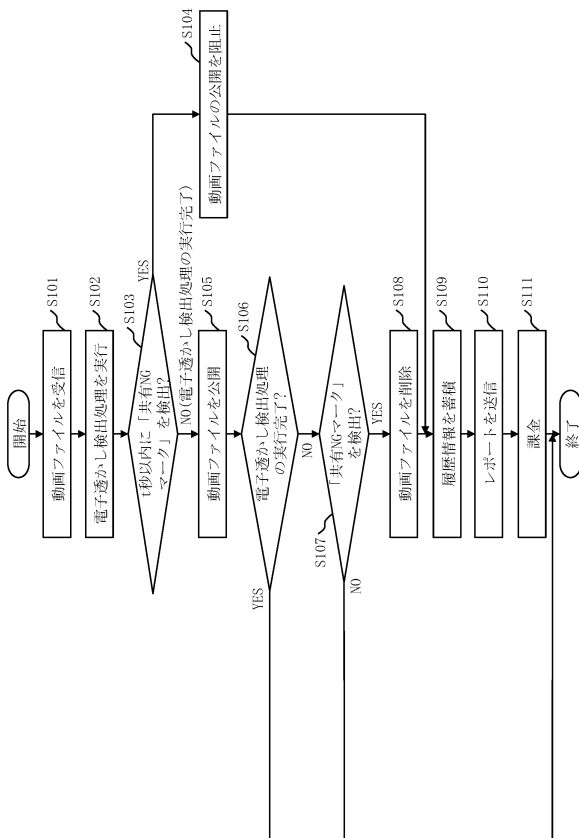 開始
S101
動画ファイルを受信
S102
電子透かし検出処理を実行
S103
t秒以内に「共有NG
マーク」を検出?
YES
NO(電子透かし検出処理の実行完了)
S104
動画ファイルの公開を阻止
S105
動画ファイルを公開
S106
電子透かし検出処理
の実行完了?
YES
NO
S107
「共有NGマーク」
を検出?
NO
YES
S108
動画ファイルを削除
S109
履歴情報を蓄積
S110
レポートを送信
S111
課金
終了